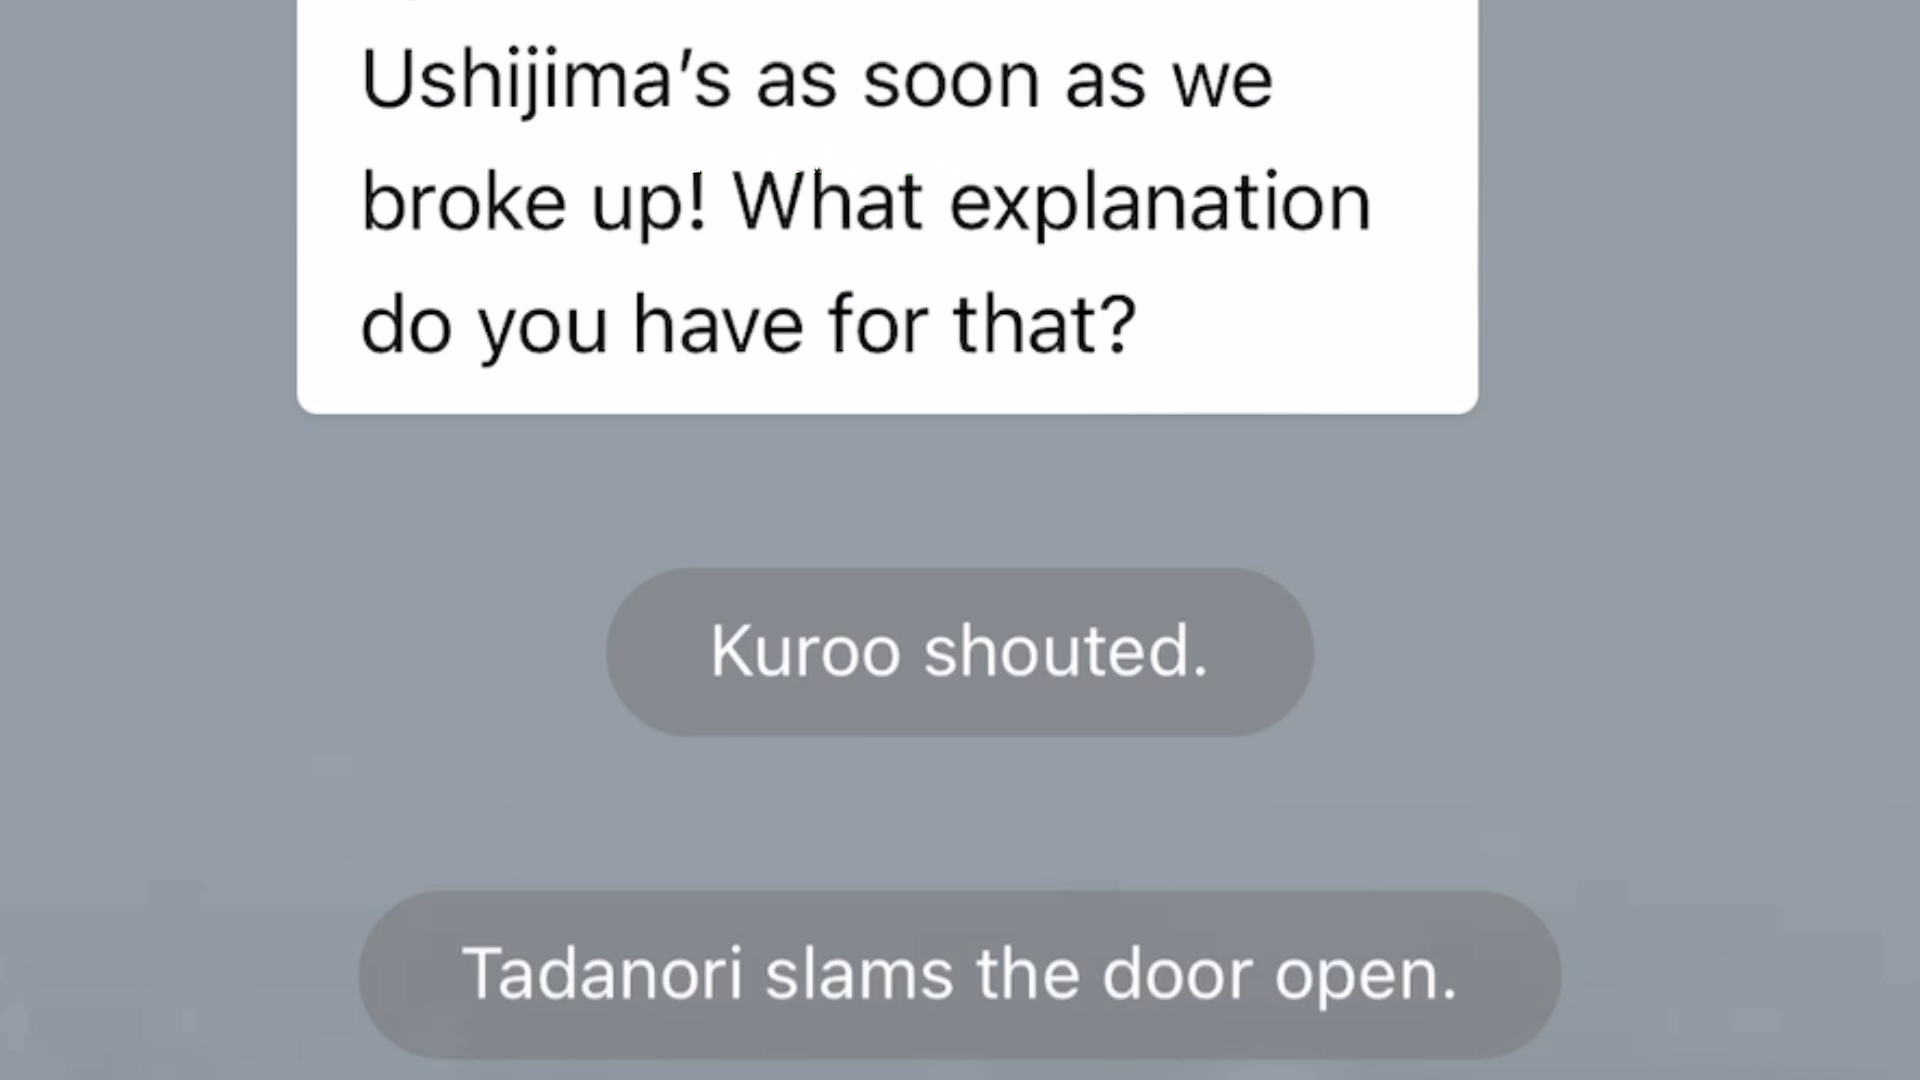 Ushijima’s as soon as we
broke up! What explanation
do you have for that?
Kuroo shouted.
Tadanori slams the door open.